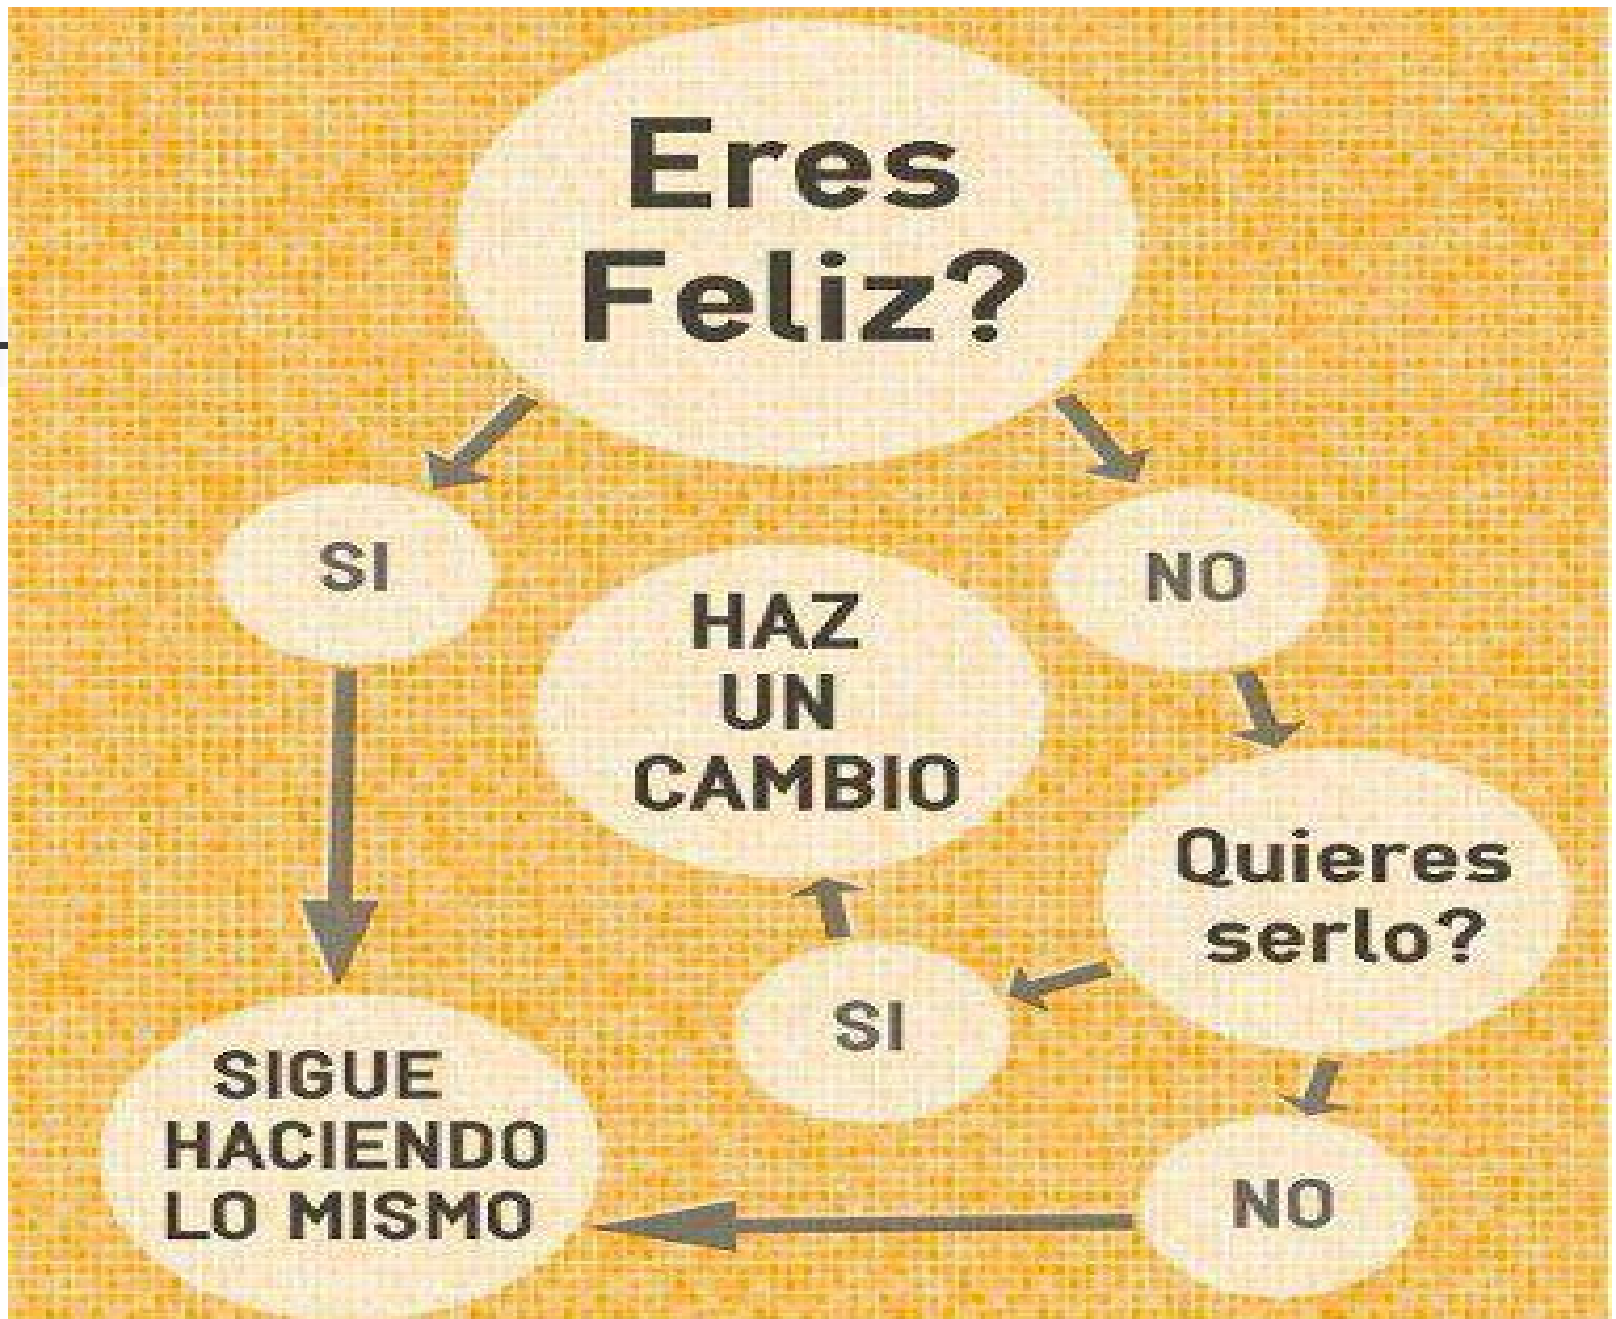 Eres
Feliz?
SI
NO
HAZ
UN
CAMBIO
Quieres
serlo?
SI
SIGUE
HACIENDO
LO MISMO
NO